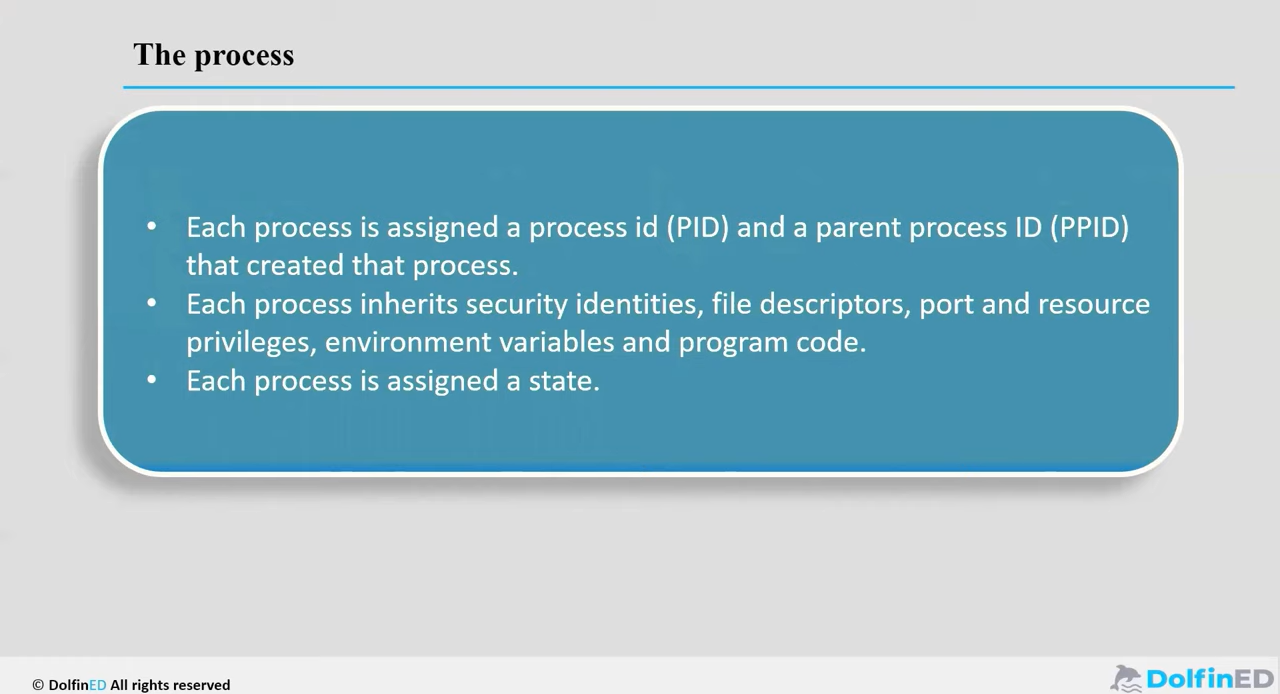 The process
• Each process is assigned a process id (PID) and a parent process ID (PPID)
that created that process.
• Each process inherits security identities, file descriptors, port and resource
privileges, environment variables and program code.
• Each process is assigned a state.
© DolfinED All rights reserved
DolfinED